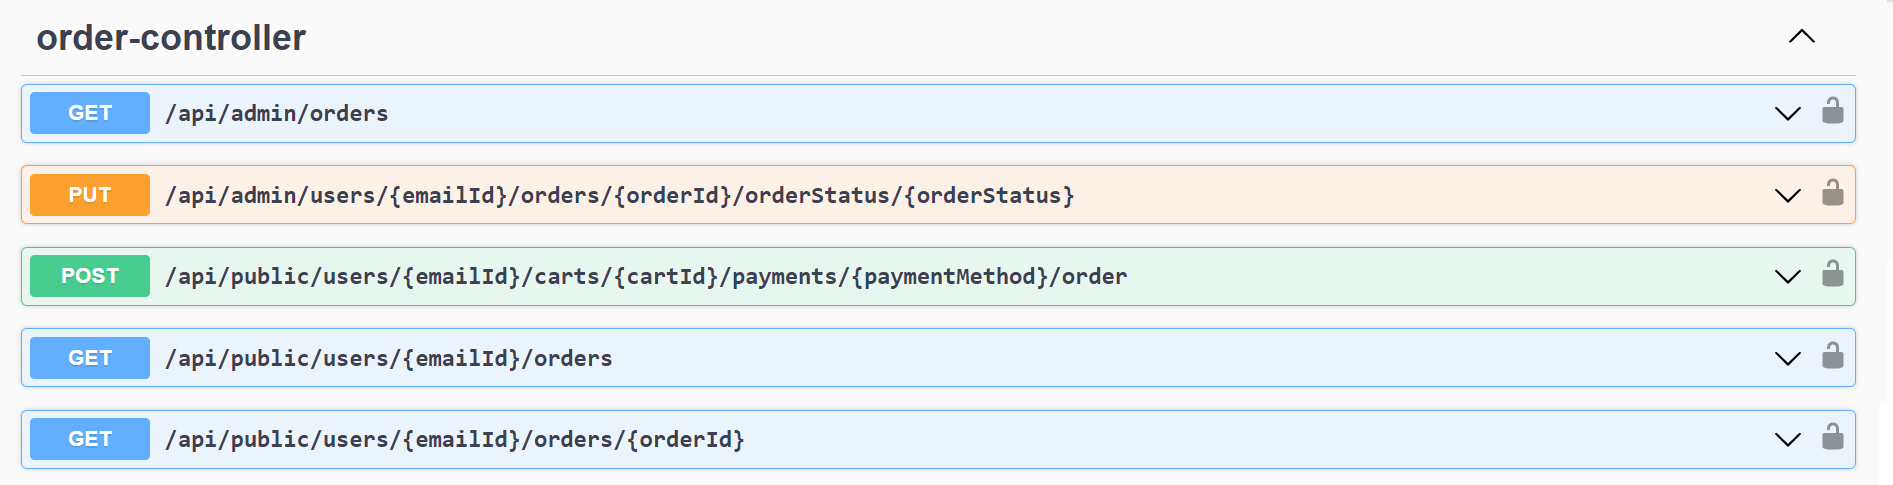 order-controller
GET /api/admin/orders
PUT /api/admin/users/{emailId}/orders/{orderId}/orderStatus/{orderStatus}
POST /api/public/users/{emailId}/carts/{cartId}/payments/{paymentMethod}/order
GET /api/public/users/{emailId}/orders
GET /api/public/users/{emailId}/orders/{orderId}